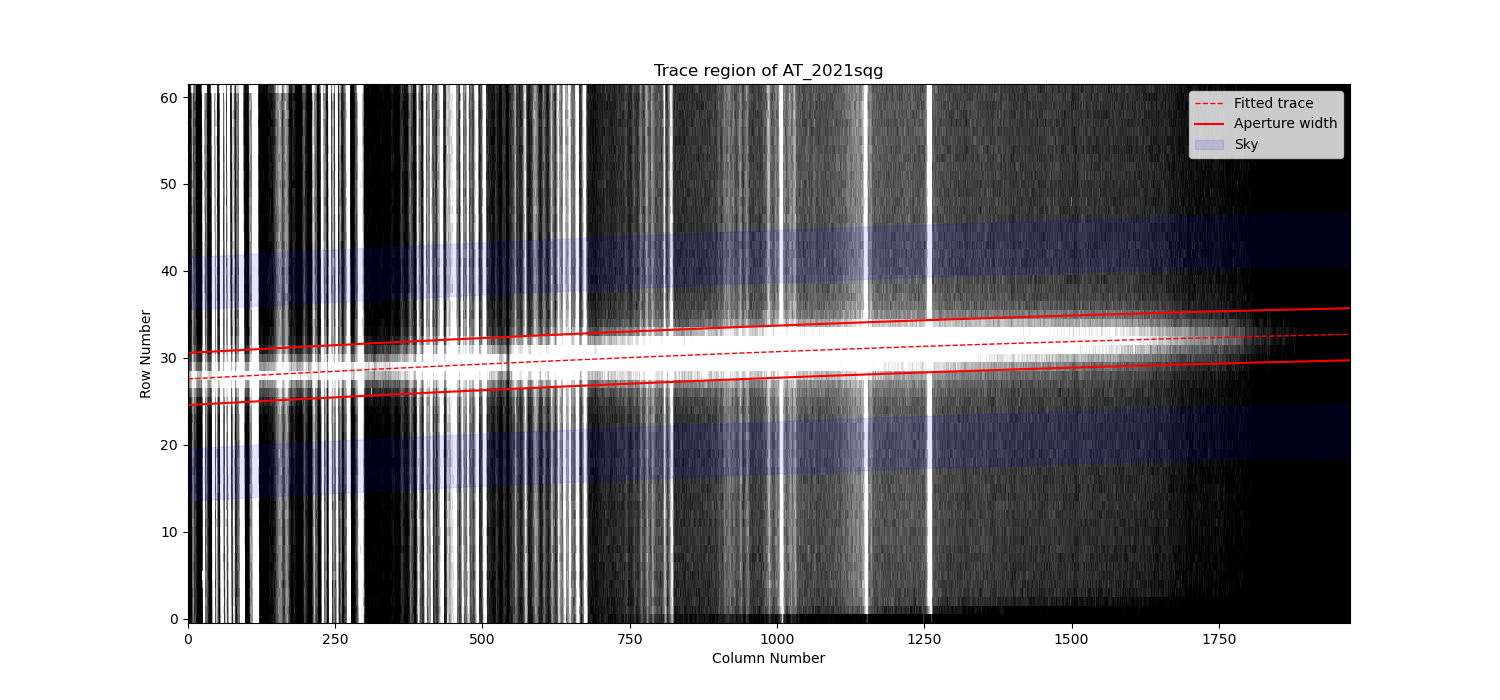 Trace region of AT_2021sqg
Fitted trace
Aperture width
Sky
Row Number
60
50
40
30
20
10
0
0 250 500 750 1000 1250 1500 1750
Column Number